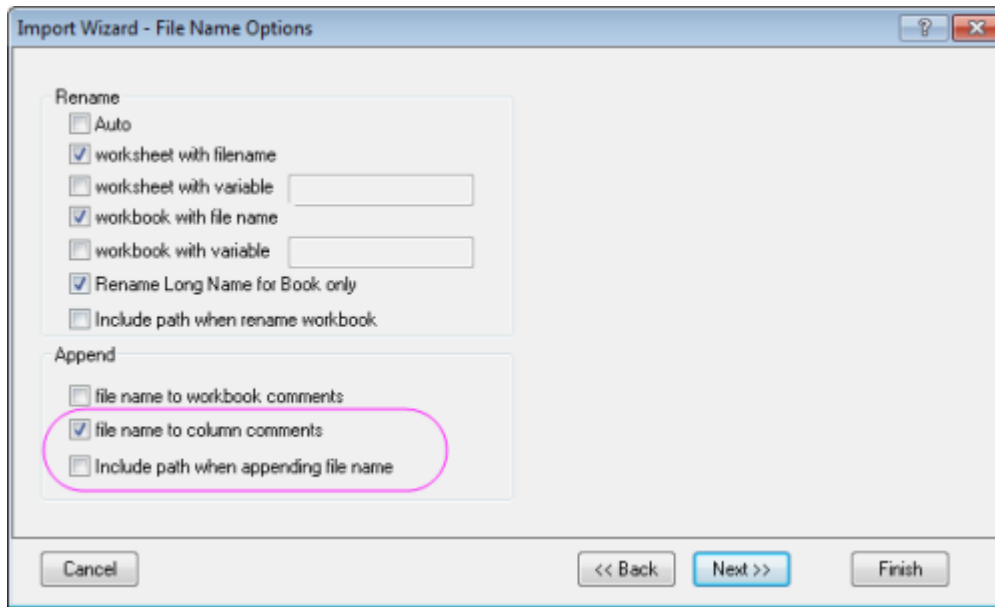 Import Wizard - File Name Options
?
Rename
Auto
worksheet with filename
worksheet with variable
workbook with file name
workbook with variable
Rename Long Name for Book only
Include path when rename workbook
Append
file name to workbook comments
file name to column comments
Include path when appending file name
Cancel
<< Back
Next >>
Finish